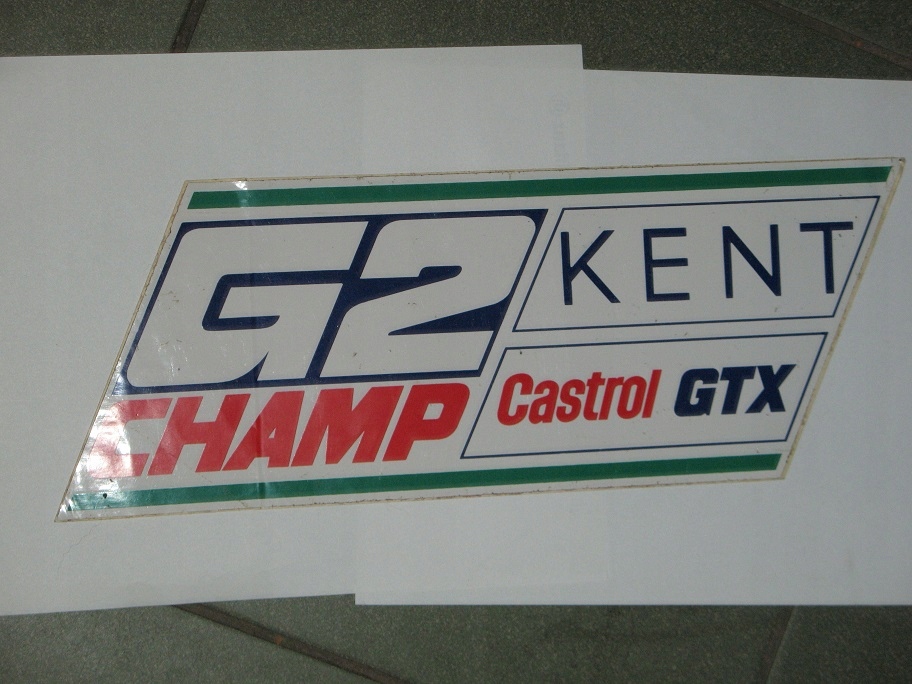 G2
CHAMP
KENT
Castrol GTX